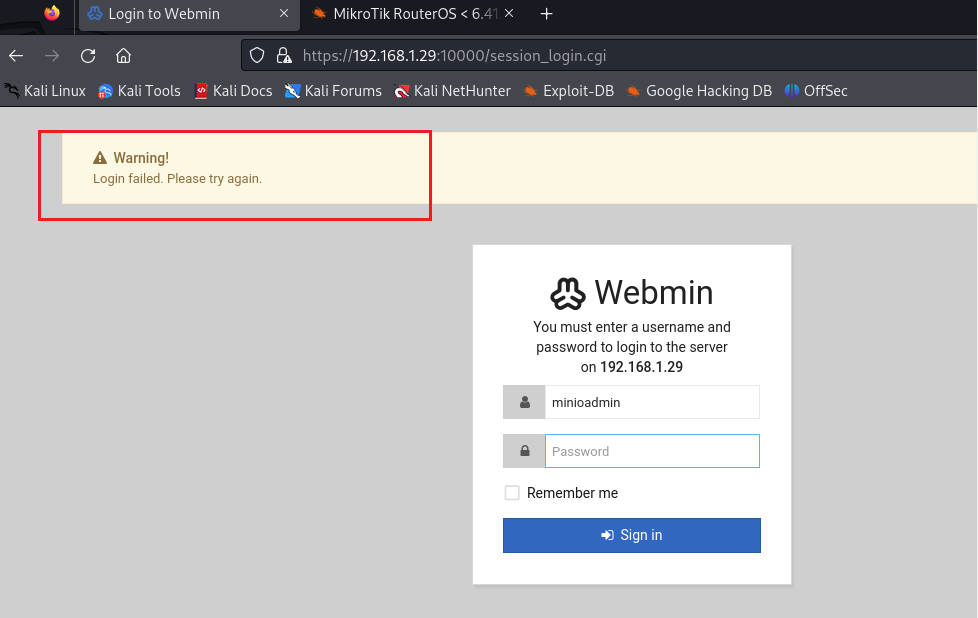 Login to Webmin
MikroTik RouterOS < 6.41
https://192.168.1.29:10000/session_login.cgi
Kali Linux Kali Tools Kali Docs Kali Forums Kali NetHunter Exploit-DB Google Hacking DB OffSec
Warning!
Login failed. Please try again.
Webmin
You must enter a username and
password to login to the server
on 192.168.1.29
minioadmin
Password
Remember me
Sign in